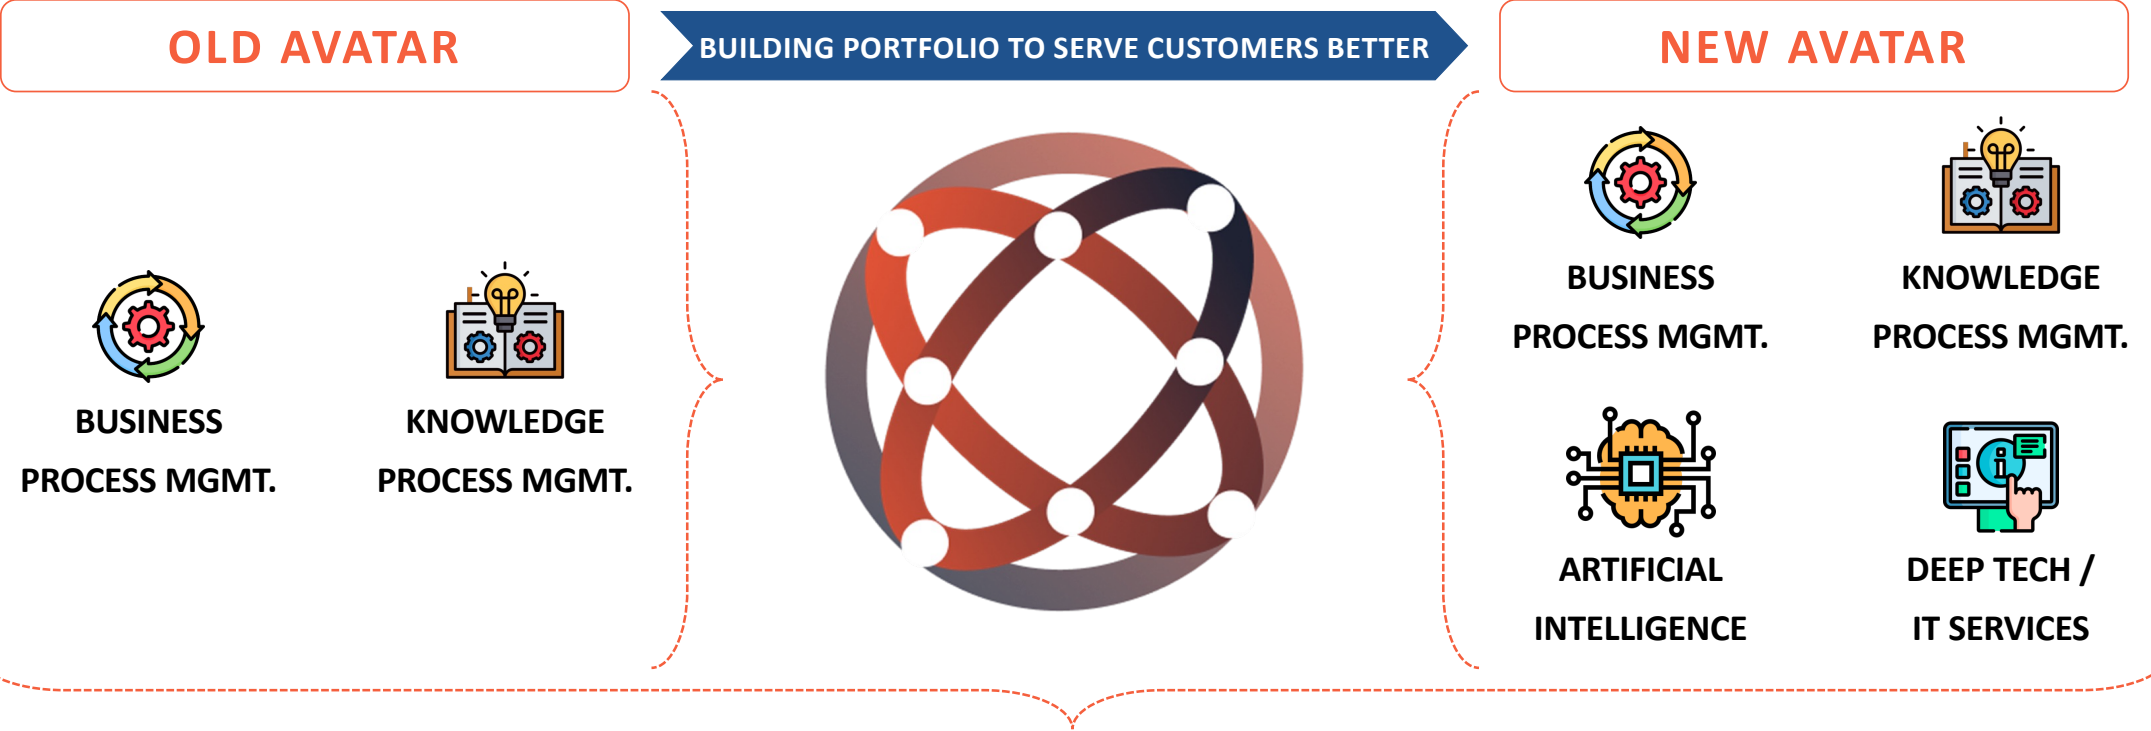 OLD AVATAR
BUILDING PORTFOLIO TO SERVE CUSTOMERS BETTER
NEW AVATAR
BUSINESS
PROCESS MGMT.
KNOWLEDGE
PROCESS MGMT.
BUSINESS
PROCESS MGMT.
KNOWLEDGE
PROCESS MGMT.
ARTIFICIAL
INTELLIGENCE
DEEP TECH /
IT SERVICES